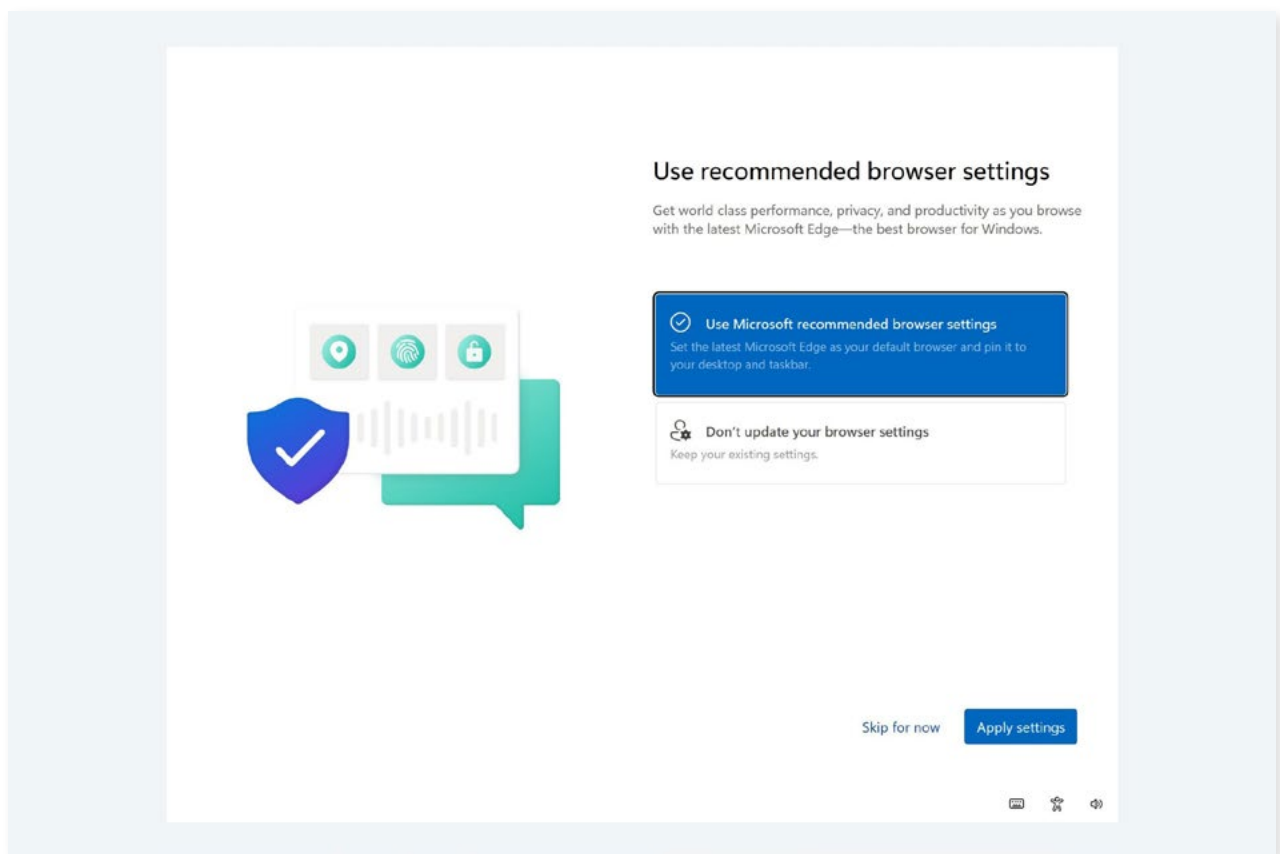 Use recommended browser settings
Get world class performance, privacy, and productivity as you browse
with the latest Microsoft Edge—the best browser for Windows.
Use Microsoft recommended browser settings
Set the latest Microsoft Edge as your default browser and pin it to
your desktop and taskbar.
Don't update your browser settings
Keep your existing settings.
Skip for now
Apply settings